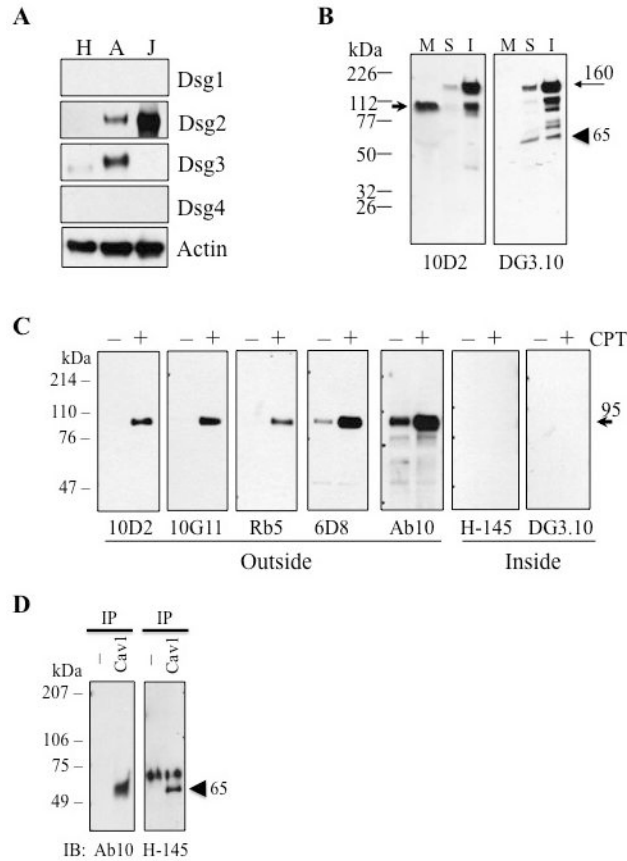 A
H A J
Dsg1
Dsg2
Dsg3
Dsg4
Actin
B
kDa M S I M S I
226
112
77
50
32
26
160
65
10D2 DG3.10
C
– + – + – + – + – + – + – + CPT
kDa
214 –
110 –
76 –
47 –
95
10D2 10G11 Rb5 6D8 Ab10 H-145 DG3.10
Outside Inside
D
IP IP
– Cav1 – Cav1
kDa
207 –
106 –
75 –
49 –
65
IB: Ab10 H-145